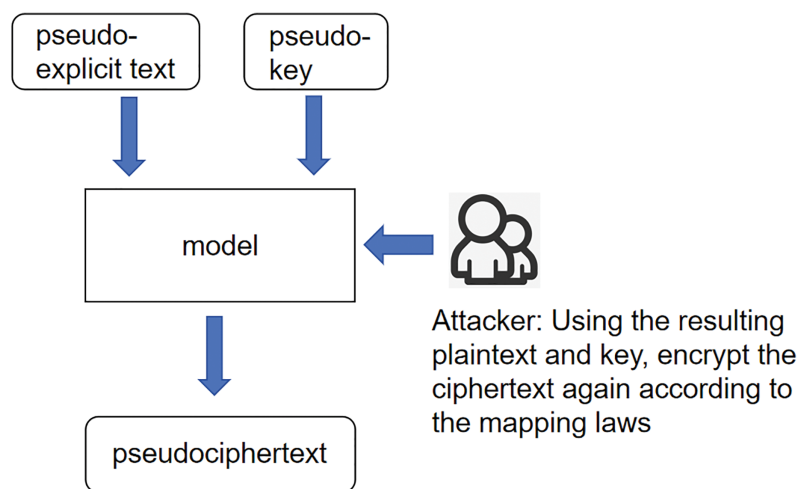 pseudo-
explicit text
pseudo-
key
model
Attacker: Using the resulting
plaintext and key, encrypt the
ciphertext again according to
the mapping laws
pseudociphertext